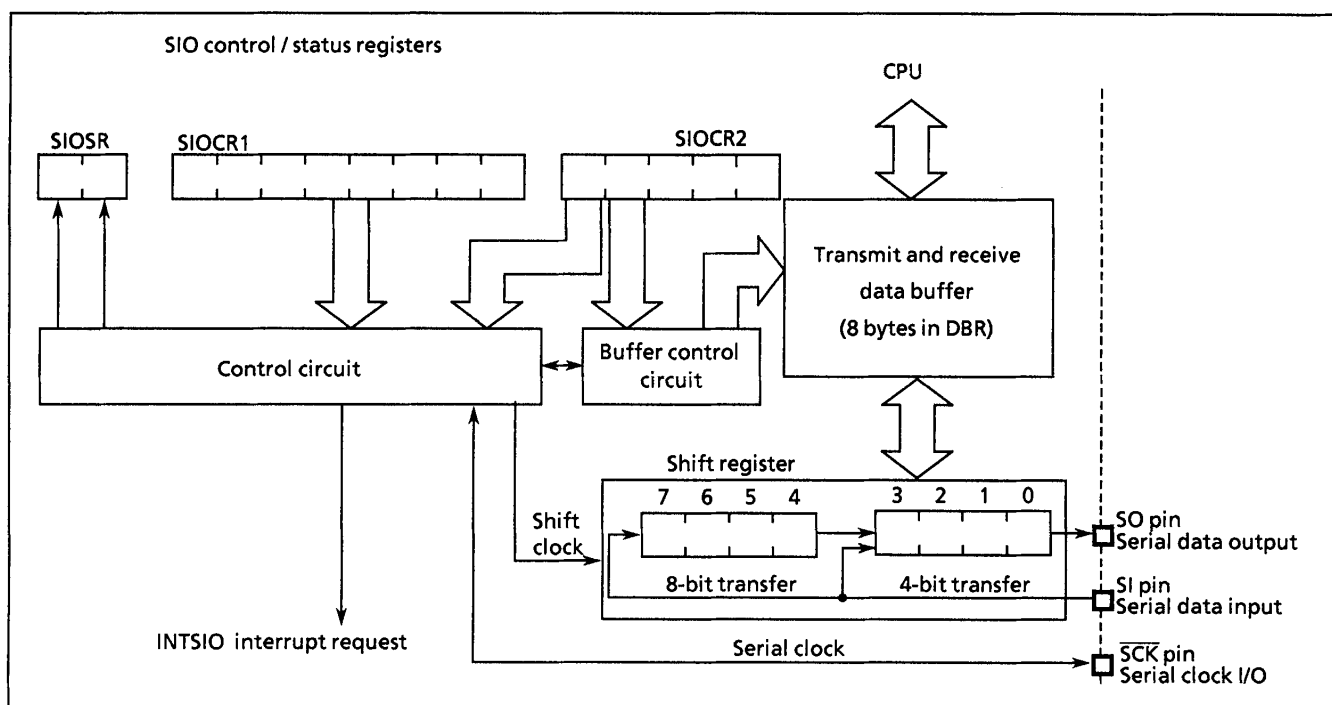 SIO control / status registers
CPU
SIOSR
SIOCR1
SIOCR2
Transmit and receive
data buffer
(8 bytes in DBR)
Control circuit
Buffer control
circuit
Shift register
7 6 5 4 3 2 1 0
Shift
clock
SO pin
Serial data output
8-bit transfer
4-bit transfer
SI pin
Serial data input
INTSIO interrupt request
Serial clock
SCK pin
Serial clock I/O